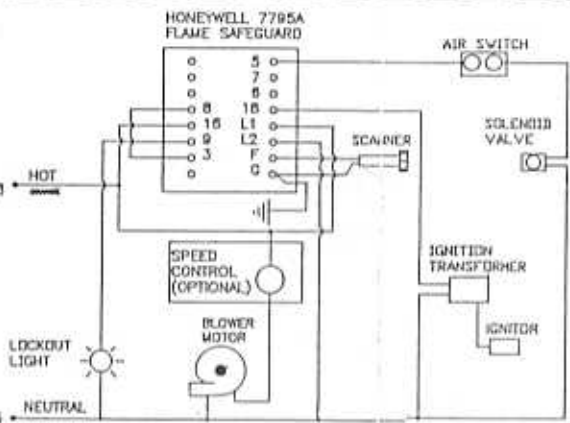 HONEYWELL 7795A
FLAME SAFEGUARD
AIR SWITCH
5
7
6
8
18
16
L1
SOLENOID
VALVE
9
L2
SCANNER
3
F
G
HOT
SPEED
CONTROL
(OPTIONAL)
IGNITION
TRANSFORMER
BLOWER
MOTOR
IGNITOR
LOCKOUT
LIGHT
NEUTRAL